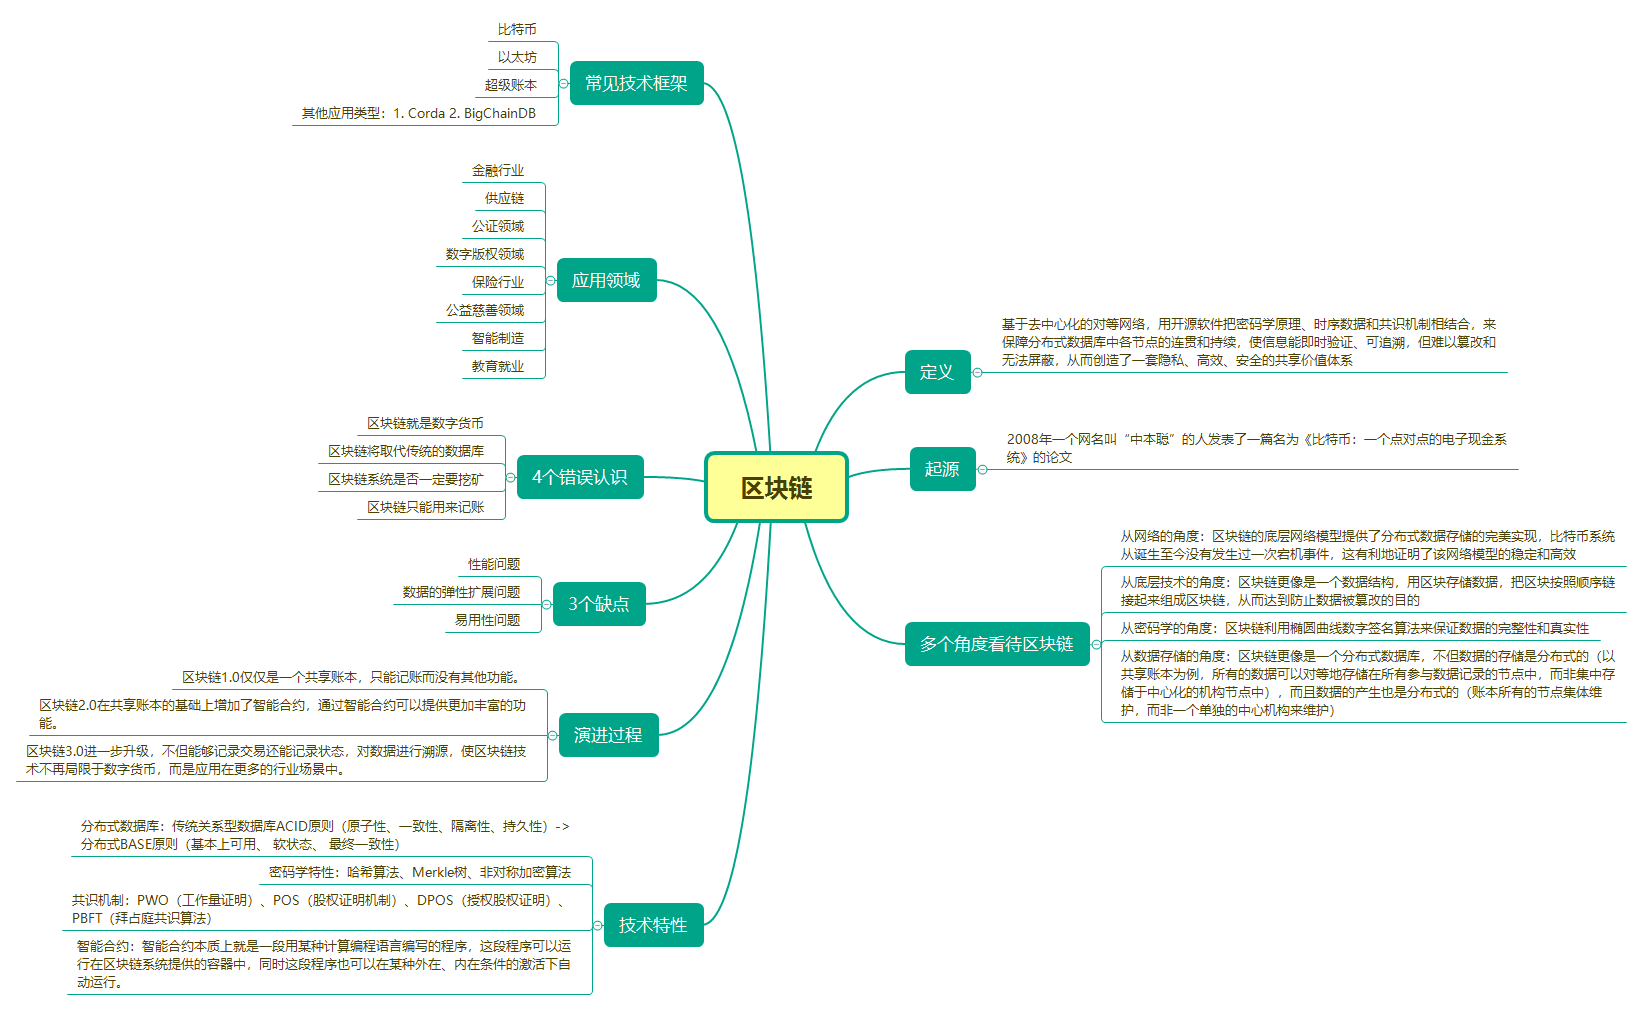 区块链
常见技术框架
比特币
以太坊
超级账本
其他应用类型：1. Corda 2. BigChainDB
应用领域
金融行业
供应链
公证领域
数字版权领域
保险行业
公益慈善领域
智能制造
教育就业
4个错误认识
区块链就是数字货币
区块链将取代传统的数据库
区块链系统是否一定要挖矿
区块链只能用来记账
3个缺点
性能问题
数据的弹性扩展问题
易用性问题
演进过程
区块链1.0仅仅是一个共享账本，只能记账而没有其他功能。
区块链2.0在共享账本的基础上增加了智能合约，通过智能合约可以提供更加丰富的功
能。
区块链3.0进一步升级，不但能够记录交易还能记录状态，对数据进行溯源，使区块链技
术不再局限于数字货币，而是应用在更多的行业场景中。
技术特性
分布式数据库：传统关系型数据库ACID原则（原子性、一致性、隔离性、持久性）->
分布式BASE原则（基本上可用、 软状态、 最终一致性）
密码学特性：哈希算法、Merkle树、非对称加密算法
共识机制：PWO（工作量证明）、POS（股权证明机制）、DPOS（授权股权证明）、
PBFT（拜占庭共识算法）
智能合约：智能合约本质上就是一段用某种计算编程语言编写的程序，这段程序可以运
行在区块链系统提供的容器中，同时这段程序也可以在某种外在、内在条件的激活下自
动运行。
定义
基于去中心化的对等网络，用开源软件把密码学原理、时序数据和共识机制相结合，来
保障分布式数据库中各节点的连贯和持续，使信息能即时验证、可追溯，但难以篡改和
无法屏蔽，从而创造了一套隐私、高效、安全的共享价值体系
起源
2008年一个网名叫“中本聪”的人发表了一篇名为《比特币：一个点对点的电子现金系
统》的论文
多个角度看待区块链
从网络的角度：区块链的底层网络模型提供了分布式数据存储的完美实现，比特币系统
从诞生至今没有发生过一次宕机事件，这有利地证明了该网络模型的稳定和高效
从底层技术的角度：区块链更像是一个数据结构，用区块存储数据，把区块按照顺序链
接起来组成区块链，从而达到防止数据被篡改的目的
从密码学的角度：区块链利用椭圆曲线数字签名算法来保证数据的完整性和真实性
从数据存储的角度：区块链更像是一个分布式数据库，不但数据的存储是分布式的（以
共享账本为例，所有的数据可以对等地存储在所有参与数据记录的节点中，而非集中存
储于中心化的机构节点中），而且数据的产生也是分布式的（账本所有的节点集体维
护，而非一个单独的中心机构来维护）